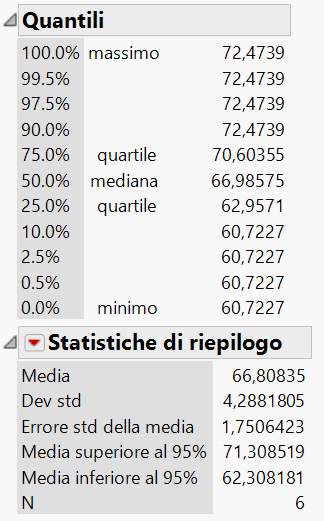 Quantili
100.0% massimo 72,4739
99.5% 72,4739
97.5% 72,4739
90.0% 72,4739
75.0% quartile 70,60355
50.0% mediana 66,98575
25.0% quartile 62,9571
10.0% 60,7227
2.5% 60,7227
0.5% 60,7227
0.0% minimo 60,7227
Statistiche di riepilogo
Media 66,80835
Dev std 4,2881805
Errore std della media 1,7506423
Media superiore al 95% 71,308519
Media inferiore al 95% 62,308181
N 6